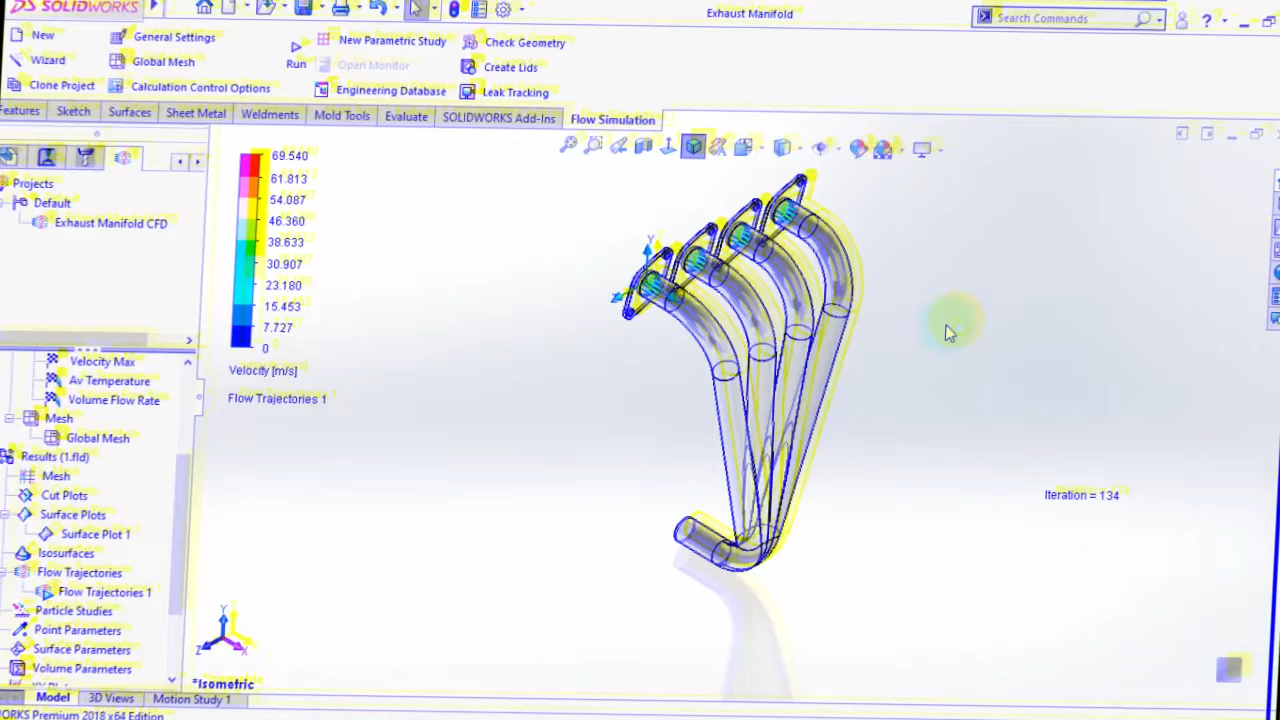 SOLIDWORKS
Exhaust Manifold
Search Commands
?
New
General Settings
New Parametric Study
Check Geometry
Wizard
Global Mesh
Run
Open Monitor
Create Lids
Clone Project
Calculation Control Options
Engineering Database
Leak Tracking
Features
Sketch
Surfaces
Sheet Metal
Weldments
Mold Tools
Evaluate
SOLIDWORKS Add-Ins
Flow Simulation
Projects
Default
Exhaust Manifold CFD
69.540
61.813
54.087
46.360
38.633
30.907
23.180
15.453
7.727
0
Velocity [m/s]
Flow Trajectories 1
Y
Velocity Max
Av Temperature
Volume Flow Rate
Mesh
Global Mesh
Results (1.fld)
Mesh
Cut Plots
Surface Plots
Surface Plot 1
Isosurfaces
Flow Trajectories
Flow Trajectories 1
Particle Studies
Point Parameters
Surface Parameters
Volume Parameters
Iteration = 134
Y
Z
X
*Isometric
Model
3D Views
Motion Study 1
ORKS Premium 2018 x64 Edition